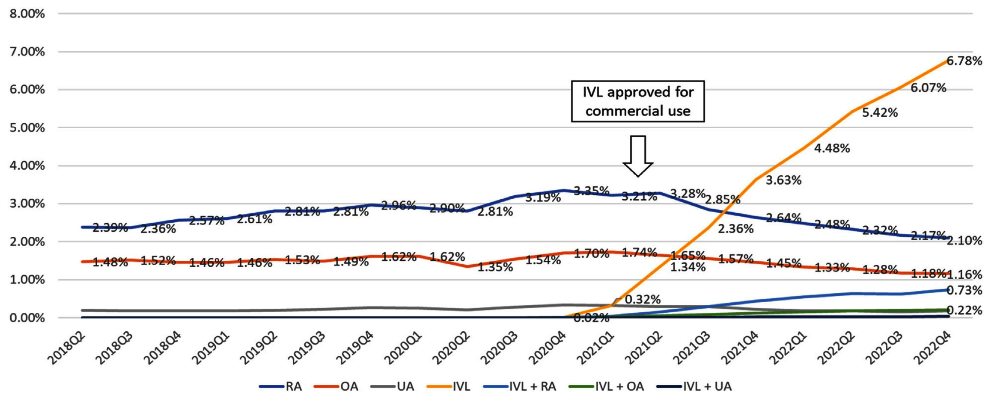 8.00%
7.00%
6.00%
5.00%
4.00%
3.00%
2.00%
1.00%
0.00%
IVL approved for
commercial use
2.39%
2.36%
2.57%
2.61%
2.81%
2.81%
2.96%
2.90%
2.81%
3.19%
3.35%
3.21%
3.28%
2.85%
2.64%
2.48%
2.32%
2.17%
2.10%
1.48%
1.52%
1.46%
1.46%
1.53%
1.49%
1.62%
1.62%
1.35%
1.54%
1.70%
1.74%
1.65%
1.57%
1.45%
1.33%
1.28%
1.18%
1.16%
0.02%
0.32%
1.34%
2.36%
3.63%
4.48%
5.42%
6.07%
6.78%
0.73%
0.22%
2018Q2
2018Q3
2018Q4
2019Q1
2019Q2
2019Q3
2019Q4
2020Q1
2020Q2
2020Q3
2020Q4
2021Q1
2021Q2
2021Q3
2021Q4
2022Q1
2022Q2
2022Q3
2022Q4
RA OA UA IVL IVL + RA IVL + OA IVL + UA